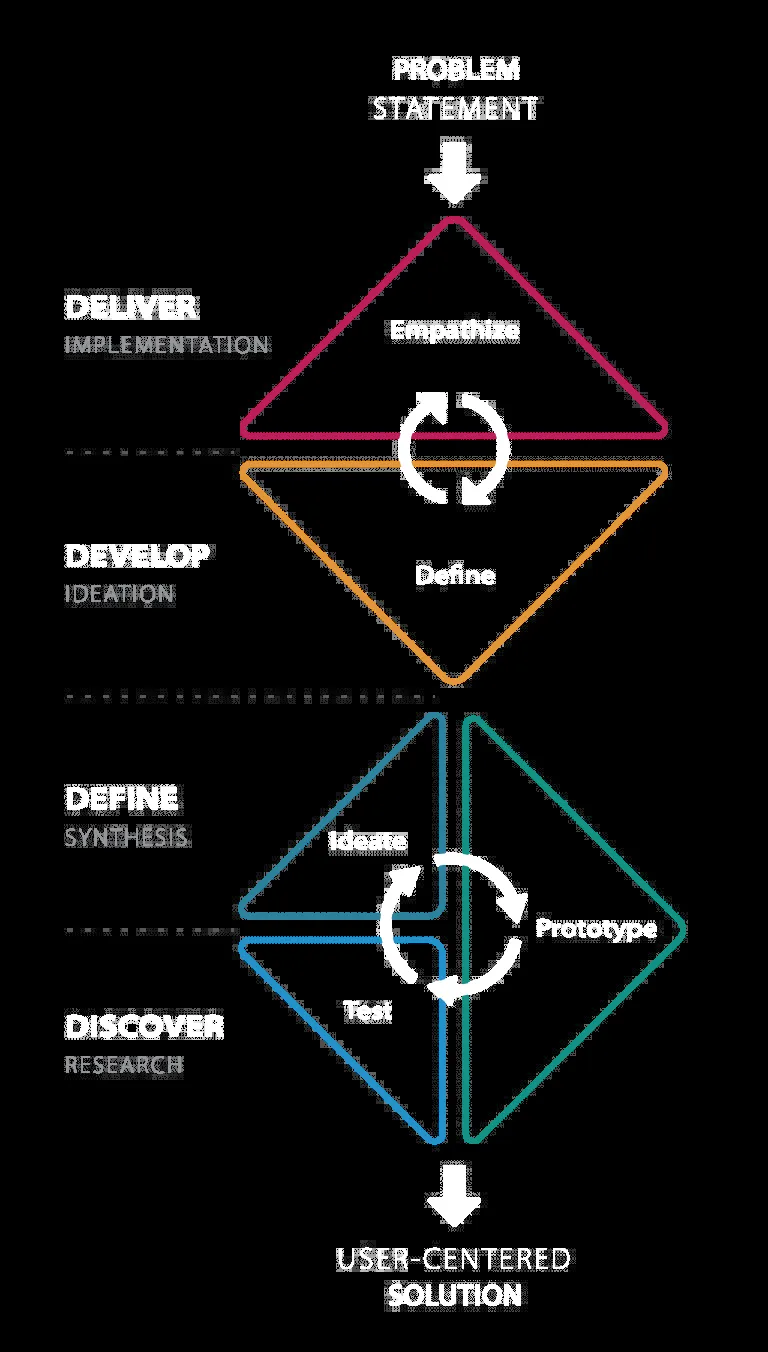 PROBLEM
STATEMENT
DELIVER
IMPLEMENTATION
Empathize
DEVELOP
IDEATION
Define
DEFINE
SYNTHESIS
Ideate
Prototype
Test
DISCOVER
RESEARCH
USER-CENTERED
SOLUTION